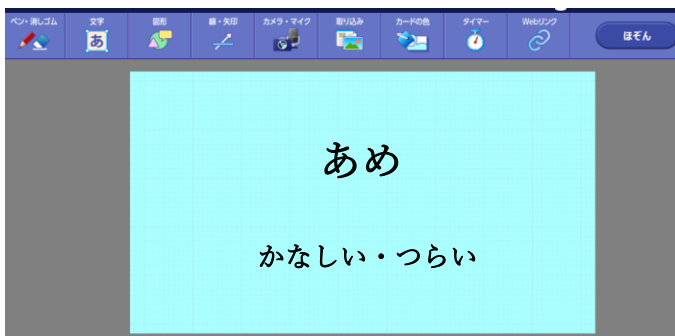 ペン・消しゴム
文字
図形
線・矢印
カメラ・マイク
取り込み
カードの色
タイマー
Webリンク
ほぞん
あ
あめ
かなしい・つらい